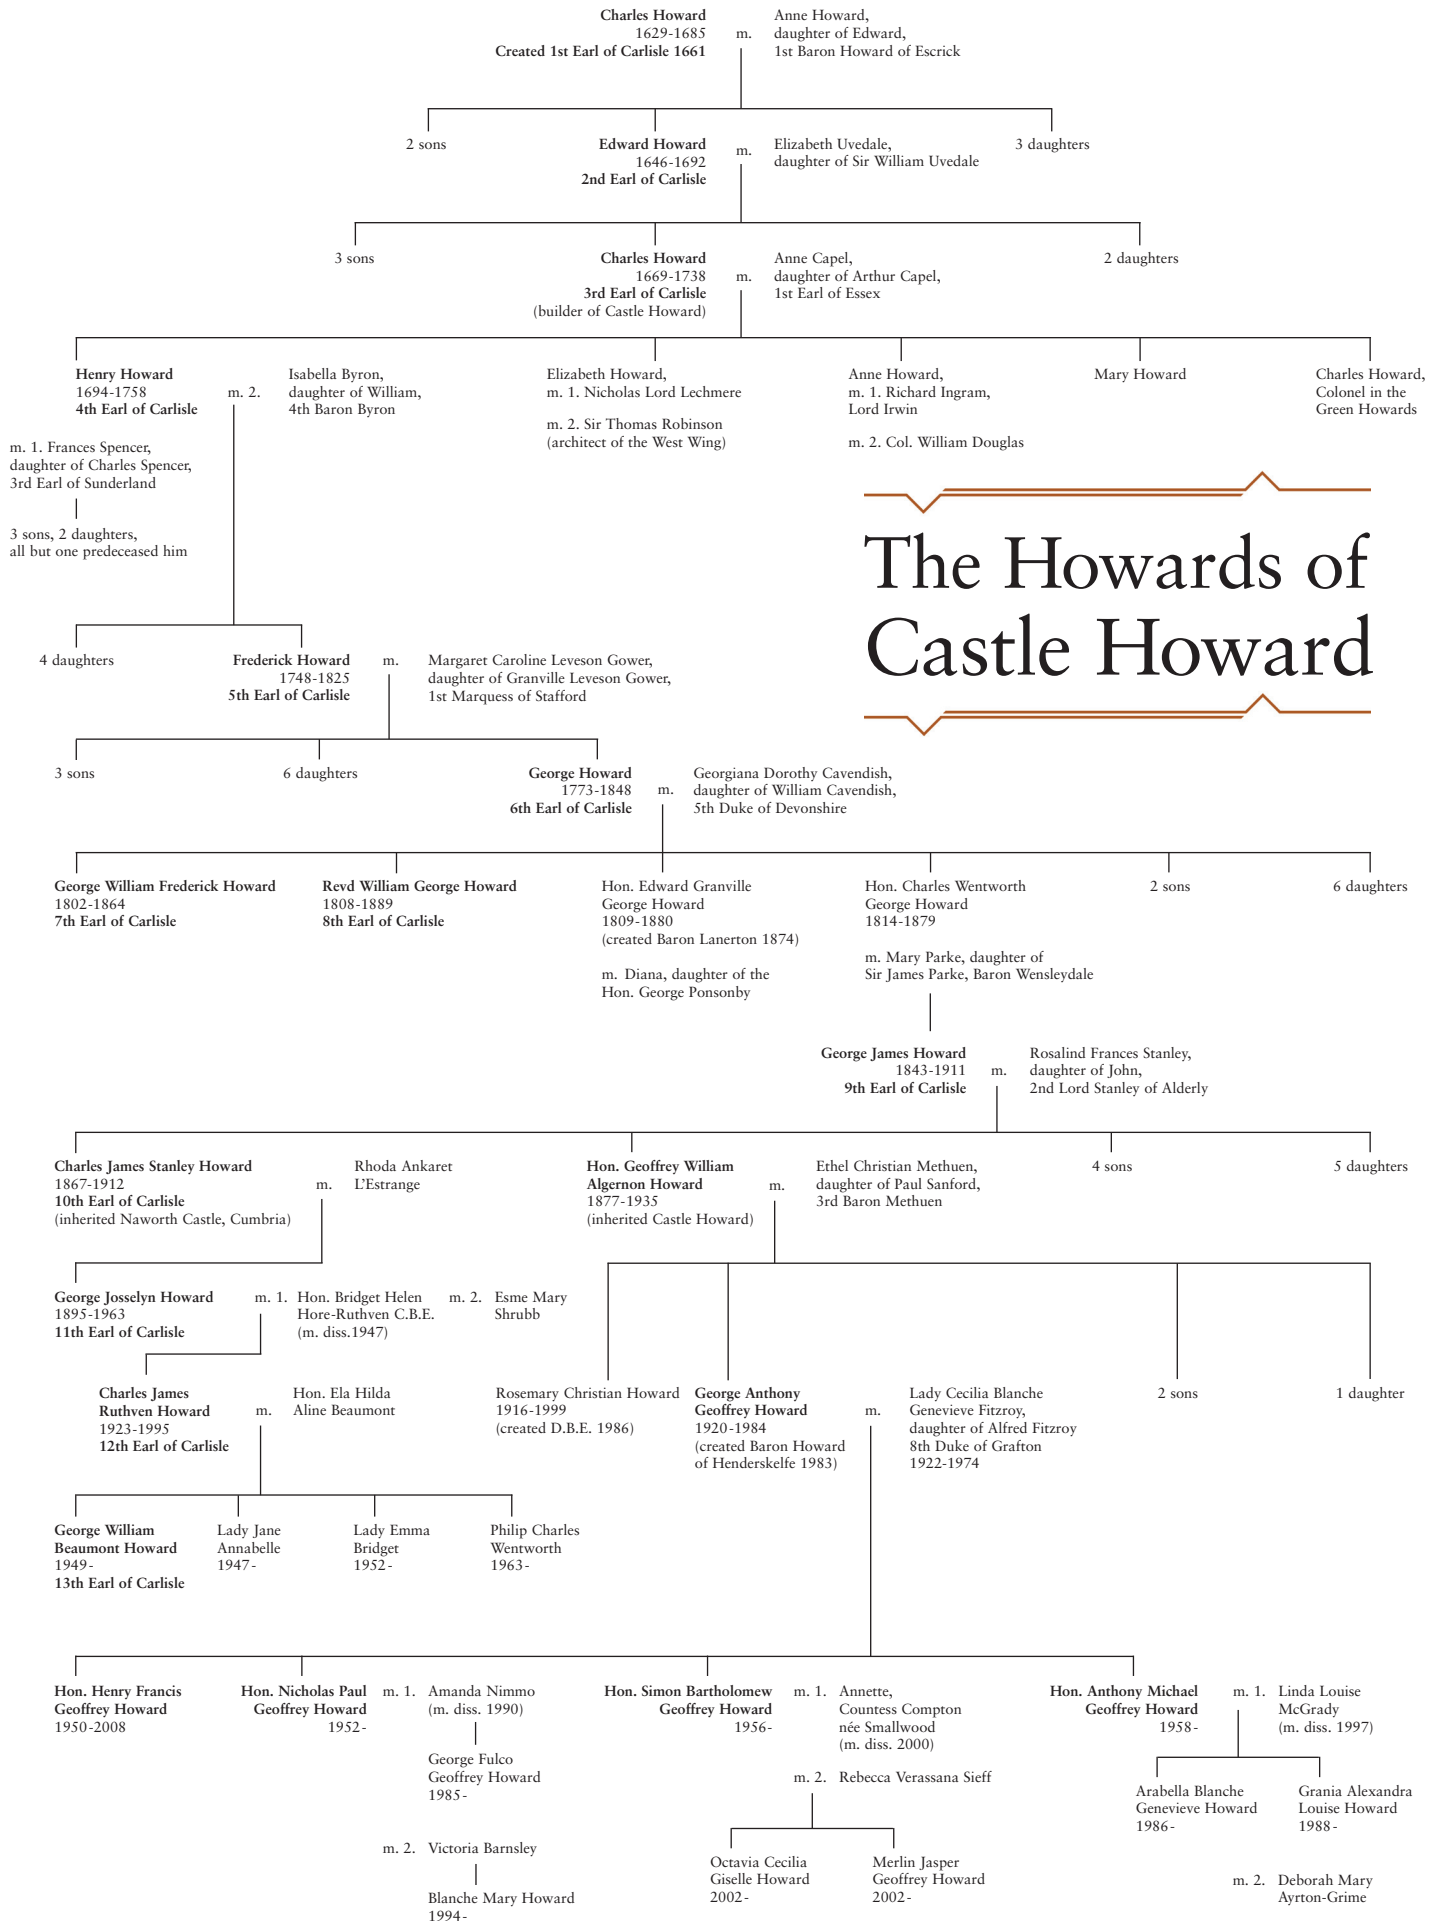 Charles Howard
1629-1685
Created 1st Earl of Carlisle 1661
m.
Anne Howard,
daughter of Edward,
1st Baron Howard of Escrick
2 sons
Edward Howard
1646-1692
2nd Earl of Carlisle
m.
Elizabeth Uvedale,
daughter of Sir William Uvedale
3 daughters
3 sons
Charles Howard
1669-1738
3rd Earl of Carlisle
(builder of Castle Howard)
m.
Anne Capel,
daughter of Arthur Capel,
1st Earl of Essex
2 daughters
Henry Howard
1694-1758
4th Earl of Carlisle
m. 2.
Isabella Byron,
daughter of William,
4th Baron Byron
m. 1. Frances Spencer,
daughter of Charles Spencer,
3rd Earl of Sunderland
3 sons, 2 daughters,
all but one predeceased him
Elizabeth Howard,
m. 1. Nicholas Lord Lechmere
m. 2. Sir Thomas Robinson
(architect of the West Wing)
Anne Howard,
m. 1. Richard Ingram,
Lord Irwin
m. 2. Col. William Douglas
Mary Howard
Charles Howard,
Colonel in the
Green Howards
The Howards of
Castle Howard
4 daughters
Frederick Howard
1748-1825
5th Earl of Carlisle
m.
Margaret Caroline Leveson Gower,
daughter of Granville Leveson Gower,
1st Marquess of Stafford
3 sons
6 daughters
George Howard
1773-1848
6th Earl of Carlisle
m.
Georgiana Dorothy Cavendish,
daughter of William Cavendish,
5th Duke of Devonshire
George William Frederick Howard
1802-1864
7th Earl of Carlisle
Revd William George Howard
1808-1889
8th Earl of Carlisle
Hon. Edward Granville
George Howard
1809-1880
(created Baron Lanerton 1874)
m. Diana, daughter of the
Hon. George Ponsonby
Hon. Charles Wentworth
George Howard
1814-1879
m. Mary Parke, daughter of
Sir James Parke, Baron Wensleydale
2 sons
6 daughters
George James Howard
1843-1911
9th Earl of Carlisle
m.
Rosalind Frances Stanley,
daughter of John,
2nd Lord Stanley of Alderly
Charles James Stanley Howard
1867-1912
10th Earl of Carlisle
(inherited Naworth Castle, Cumbria)
m.
Rhoda Ankaret
L'Estrange
Hon. Geoffrey William
Algernon Howard
1877-1935
(inherited Castle Howard)
m.
Ethel Christian Methuen,
daughter of Paul Sanford,
3rd Baron Methuen
4 sons
5 daughters
George Josselyn Howard
1895-1963
11th Earl of Carlisle
m. 1.
Hon. Bridget Helen
Hore-Ruthven C.B.E.
(m. diss.1947)
m. 2.
Esme Mary
Shrubb
Charles James
Ruthven Howard
1923-1995
12th Earl of Carlisle
m.
Hon. Ela Hilda
Aline Beaumont
Rosemary Christian Howard
1916-1999
(created D.B.E. 1986)
George Anthony
Geoffrey Howard
1920-1984
(created Baron Howard
of Henderskelfe 1983)
m.
Lady Cecilia Blanche
Genevieve Fitzroy,
daughter of Alfred Fitzroy
8th Duke of Grafton
1922-1974
2 sons
1 daughter
George William
Beaumont Howard
1949-
13th Earl of Carlisle
Lady Jane
Annabelle
1947-
Lady Emma
Bridget
1952-
Philip Charles
Wentworth
1963-
Hon. Henry Francis
Geoffrey Howard
1950-2008
Hon. Nicholas Paul
Geoffrey Howard
1952-
m. 1.
Amanda Nimmo
(m. diss. 1990)
George Fulco
Geoffrey Howard
1985-
m. 2.
Victoria Barnsley
Blanche Mary Howard
1994-
Hon. Simon Bartholomew
Geoffrey Howard
1956-
m. 1.
Annette,
Countess Compton
née Smallwood
(m. diss. 2000)
m. 2.
Rebecca Verassana Sieff
Octavia Cecilia
Giselle Howard
2002-
Merlin Jasper
Geoffrey Howard
2002-
Hon. Anthony Michael
Geoffrey Howard
1958-
m. 1.
Linda Louise
McGrady
(m. diss. 1997)
Arabella Blanche
Genevieve Howard
1986-
Grania Alexandra
Louise Howard
1988-
m. 2.
Deborah Mary
Ayrton-Grime